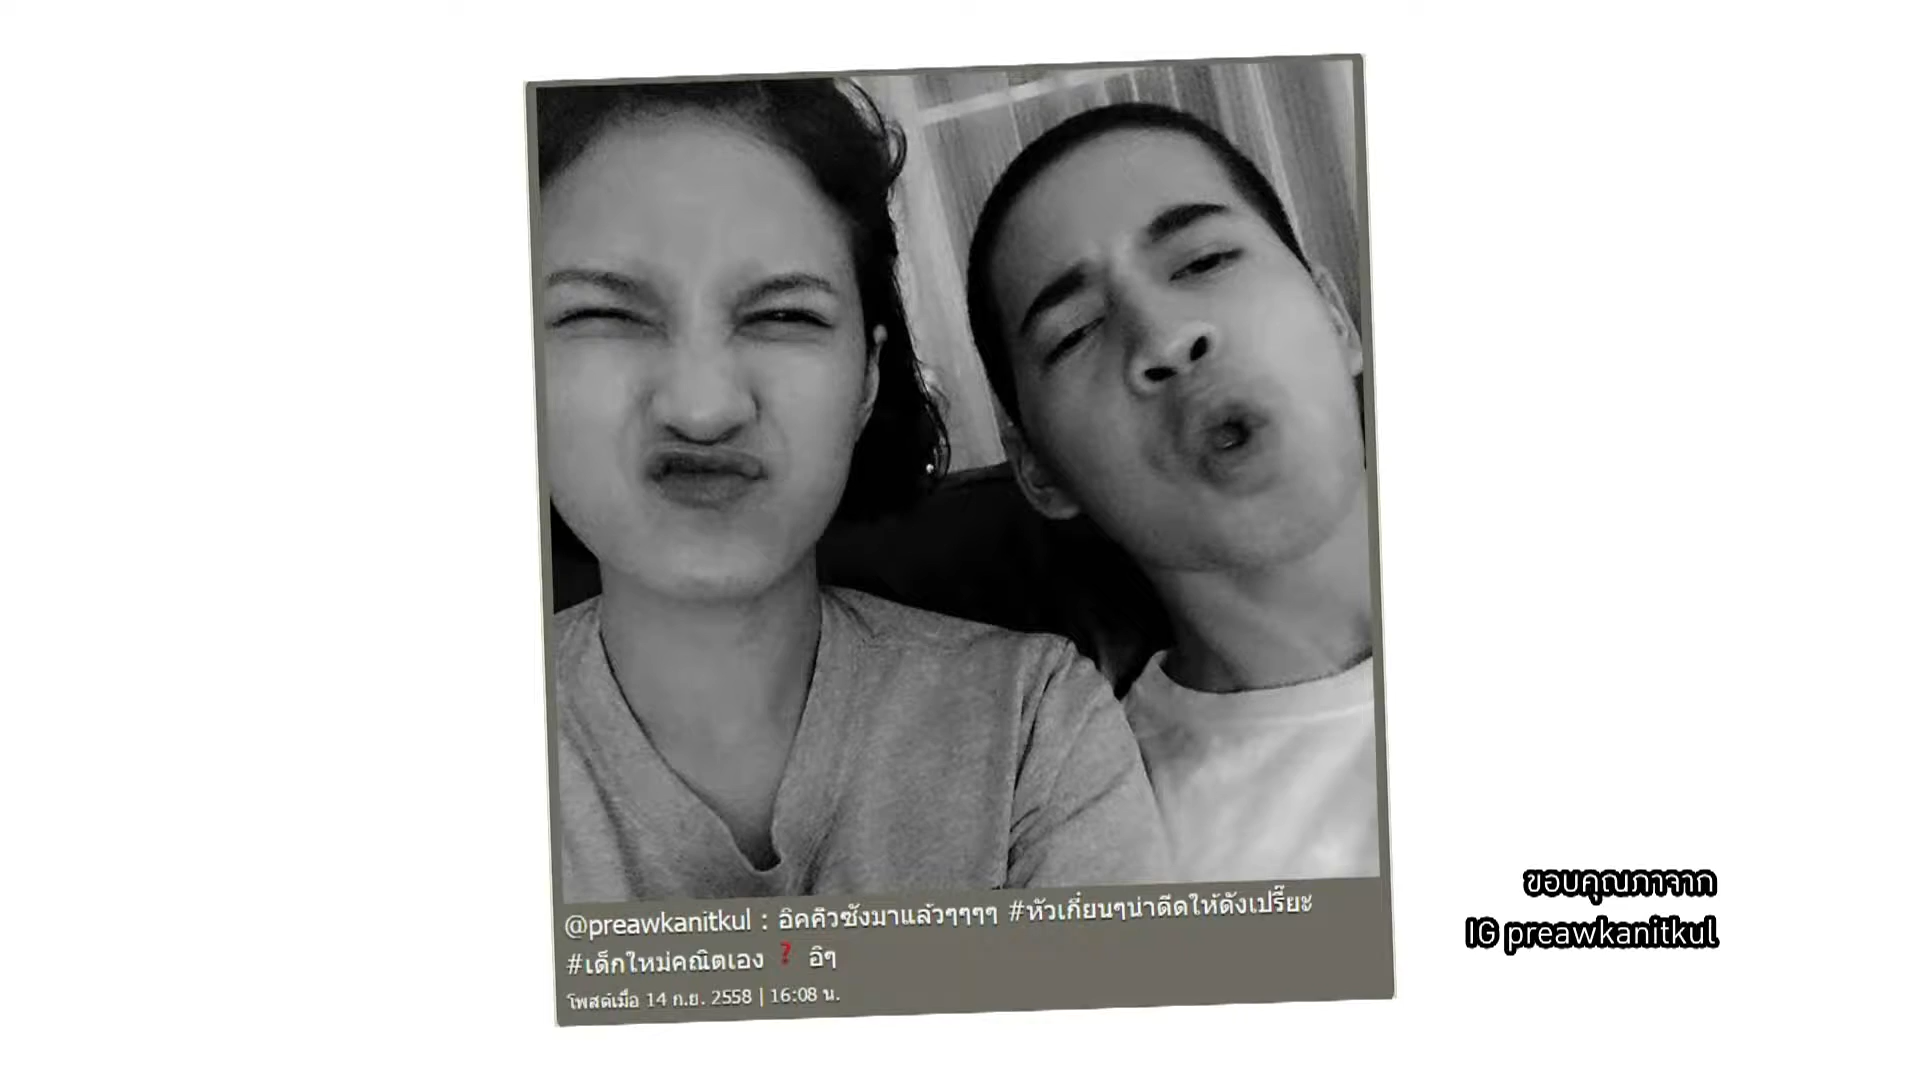 @preawkanitkul : อิคคิวซังมาแล้วๆๆๆๆ #หัวเกี๋ยนๆน่าดีดให้ดังเปรี๊ยะ
#เด็กใหม่คณิตเอง ❓ อิๆ
โพสต์เมื่อ 14 ก.ย. 2558 | 16:08 น.
ขอบคุณภาจาก
IG preawkanitkul